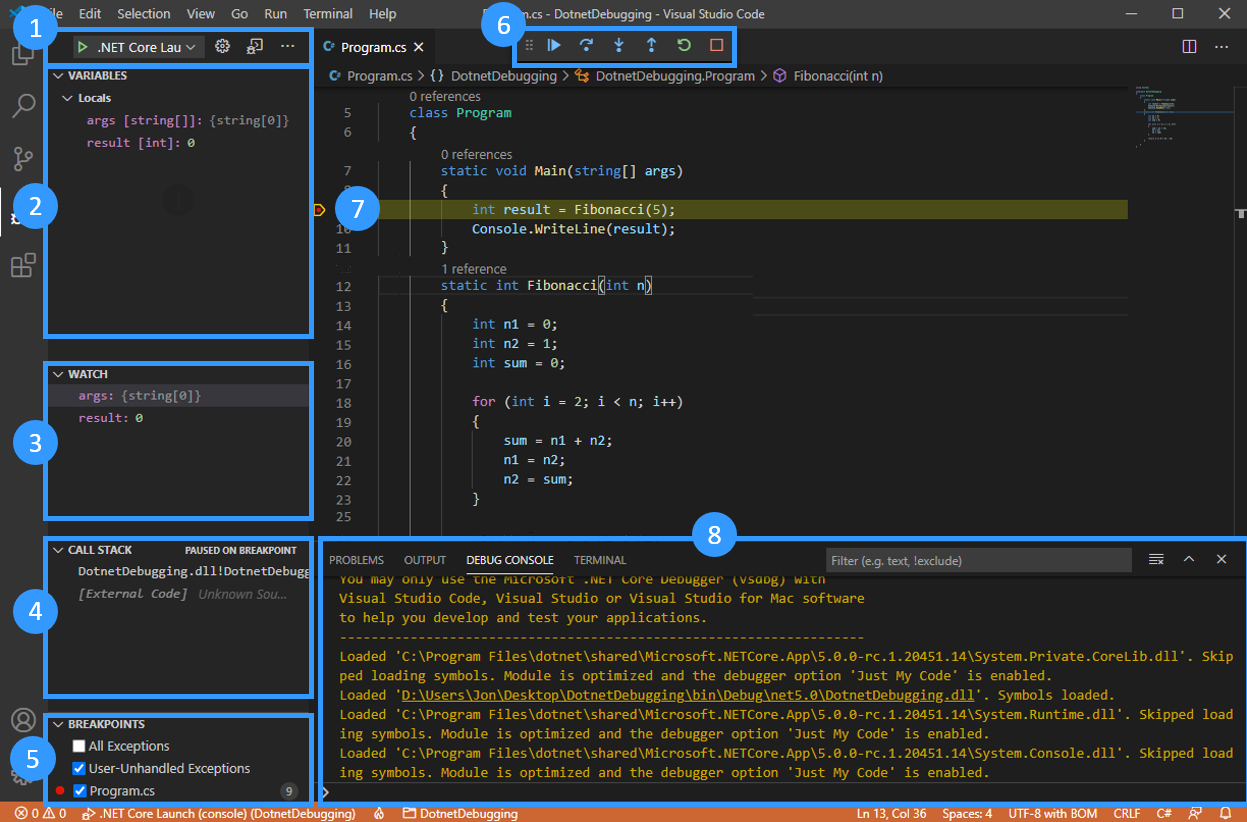 File Edit Selection View Go Run Terminal Help
Program.cs - DotnetDebugging - Visual Studio Code
1
6
.NET Core Lau
Program.cs
Program.cs > {} DotnetDebugging > DotnetDebugging.Program > Fibonacci(int n)
VARIABLES
Locals
args [string[]]: {string[0]}
result [int]: 0
2
WATCH
args: {string[0]}
result: 0
3
CALL STACK PAUSED ON BREAKPOINT
DotnetDebugging.dll!DotnetDebugg
[External Code] Unknown Sou...
4
BREAKPOINTS
All Exceptions
User-Unhandled Exceptions
Program.cs 9
5
0 references
5 class Program
6 {
0 references
7 static void Main(string[] args)
{
7 int result = Fibonacci(5);
10 Console.WriteLine(result);
11 }
1 reference
12 static int Fibonacci(int n)
13 {
14 int n1 = 0;
15 int n2 = 1;
16 int sum = 0;
17
18 for (int i = 2; i < n; i++)
19 {
20 sum = n1 + n2;
21 n1 = n2;
22 n2 = sum;
23 }
25
8
PROBLEMS OUTPUT DEBUG CONSOLE TERMINAL Filter (e.g. text, !exclude)
You may only use the Microsoft .NET Core Debugger (vsdbg) with
Visual Studio Code, Visual Studio or Visual Studio for Mac software
to help you develop and test your applications.
-------------------------------------------------------------------
Loaded 'C:\Program Files\dotnet\shared\Microsoft.NETCore.App\5.0.0-rc.1.20451.14\System.Private.CoreLib.dll'. Skip
ped loading symbols. Module is optimized and the debugger option 'Just My Code' is enabled.
Loaded 'D:\Users\Jon\Desktop\DotnetDebugging\bin\Debug\net5.0\DotnetDebugging.dll'. Symbols loaded.
Loaded 'C:\Program Files\dotnet\shared\Microsoft.NETCore.App\5.0.0-rc.1.20451.14\System.Runtime.dll'. Skipped load
ing symbols. Module is optimized and the debugger option 'Just My Code' is enabled.
Loaded 'C:\Program Files\dotnet\shared\Microsoft.NETCore.App\5.0.0-rc.1.20451.14\System.Console.dll'. Skipped load
ing symbols. Module is optimized and the debugger option 'Just My Code' is enabled.
0 0 .NET Core Launch (console) (DotnetDebugging) DotnetDebugging Ln 13, Col 36 Spaces: 4 UTF-8 with BOM CRLF C#